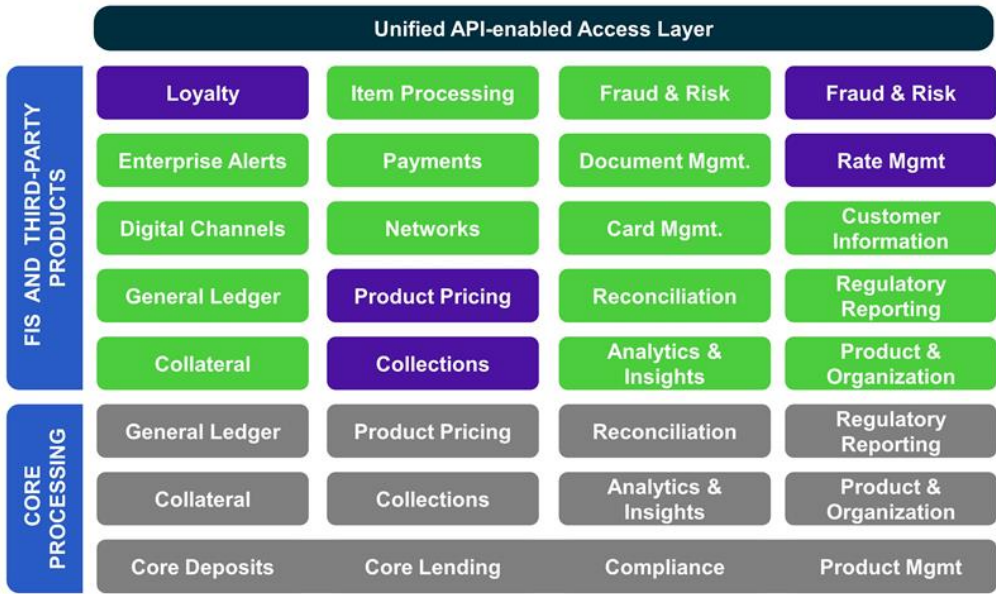 Unified API-enabled Access Layer
FIS AND THIRD-PARTY
PRODUCTS
Loyalty
Item Processing
Fraud & Risk
Fraud & Risk
Enterprise Alerts
Payments
Document Mgmt.
Rate Mgmt
Digital Channels
Networks
Card Mgmt.
Customer
Information
General Ledger
Product Pricing
Reconciliation
Regulatory
Reporting
Collateral
Collections
Analytics &
Insights
Product &
Organization
CORE
PROCESSING
General Ledger
Product Pricing
Reconciliation
Regulatory
Reporting
Collateral
Collections
Analytics &
Insights
Product &
Organization
Core Deposits
Core Lending
Compliance
Product Mgmt